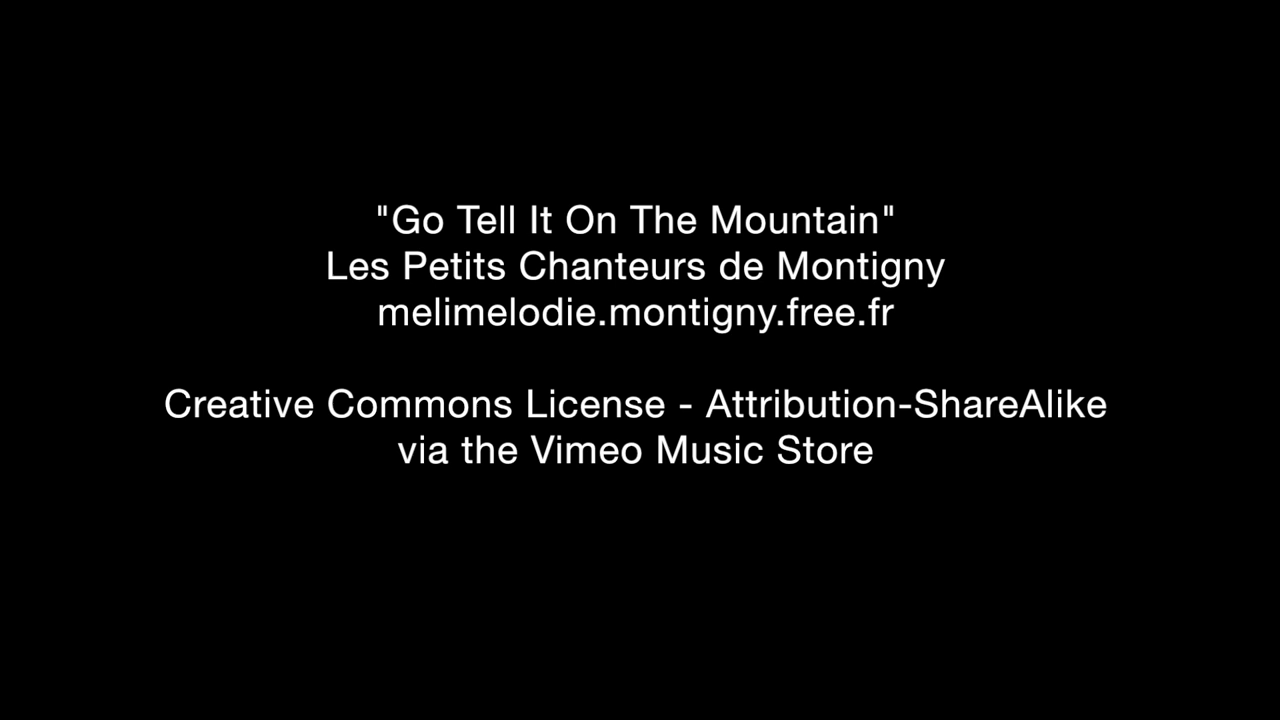 "Go Tell It On The Mountain"
Les Petits Chanteurs de Montigny
melimelodie.montigny.free.fr
Creative Commons License - Attribution-ShareAlike
via the Vimeo Music Store